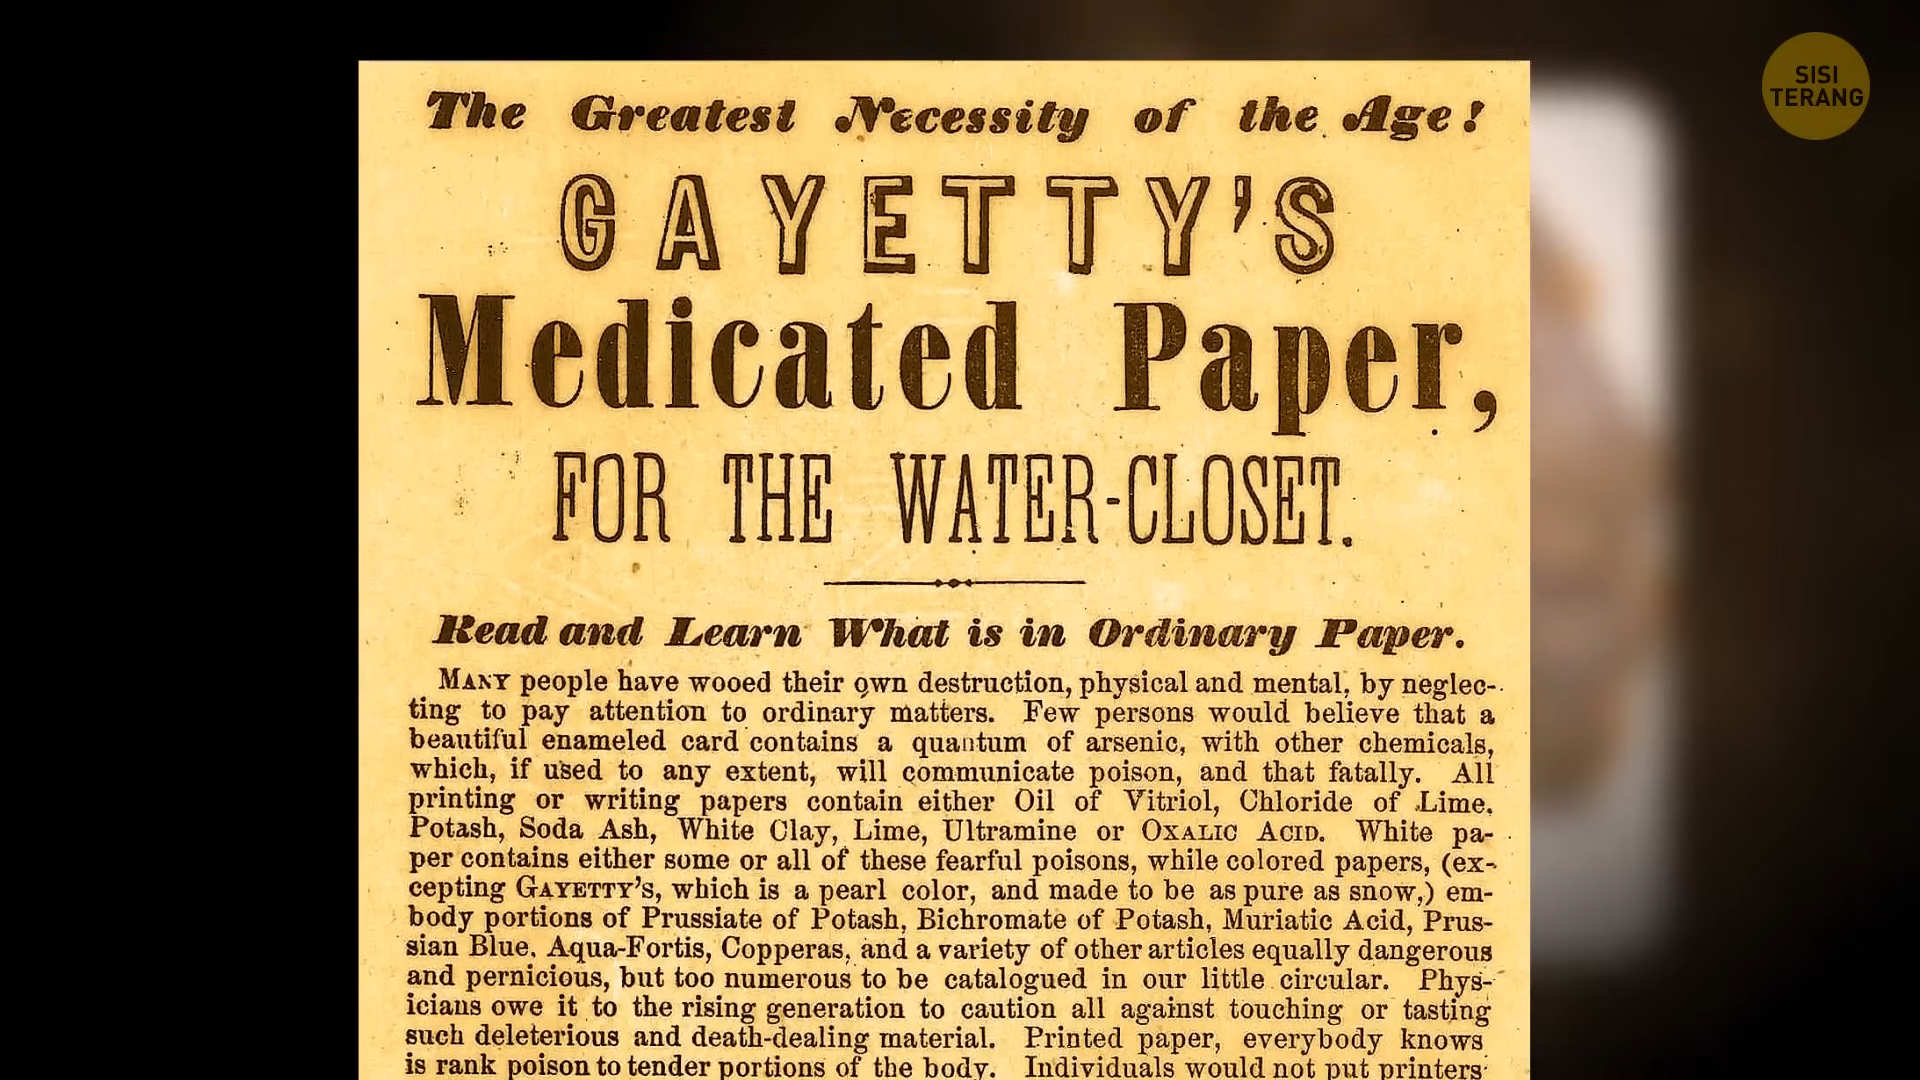 SISI
TERANG
The Greatest Necessity of the Age!
GAYETTY'S
Medicated Paper,
FOR THE WATER-CLOSET.
Read and Learn What is in Ordinary Paper.
MANY people have wooed their own destruction, physical and mental, by neglec-
ting to pay attention to ordinary matters. Few persons would believe that a
beautiful enameled card contains a quantum of arsenic, with other chemicals,
which, if used to any extent, will communicate poison, and that fatally. All
printing or writing papers contain either Oil of Vitriol, Chloride of Lime,
Potash, Soda Ash, White Clay, Lime, Ultramine or OXALIC ACID. White pa-
per contains either some or all of these fearful poisons, while colored papers, (ex-
cepting GAYETTY'S, which is a pearl color, and made to be as pure as snow,) em-
body portions of Prussiate of Potash, Bichromate of Potash, Muriatic Acid, Prus-
sian Blue, Aqua-Fortis, Copperas, and a variety of other articles equally dangerous
and pernicious, but too numerous to be catalogued in our little circular. Phys-
icians owe it to the rising generation to caution all against touching or tasting
such deleterious and death-dealing material. Printed paper, everybody knows
is rank poison to tender portions of the body. Individuals would not put printers'